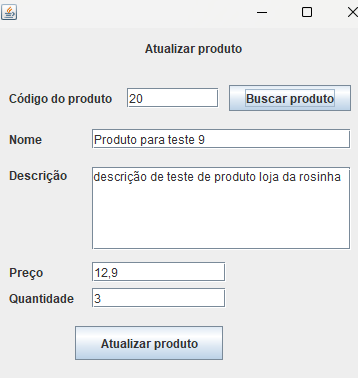 Atualizar produto
Código do produto 20 Buscar produto
Nome Produto para teste 9
Descrição descrição de teste de produto loja da rosinha
Preço 12,9
Quantidade 3
Atualizar produto